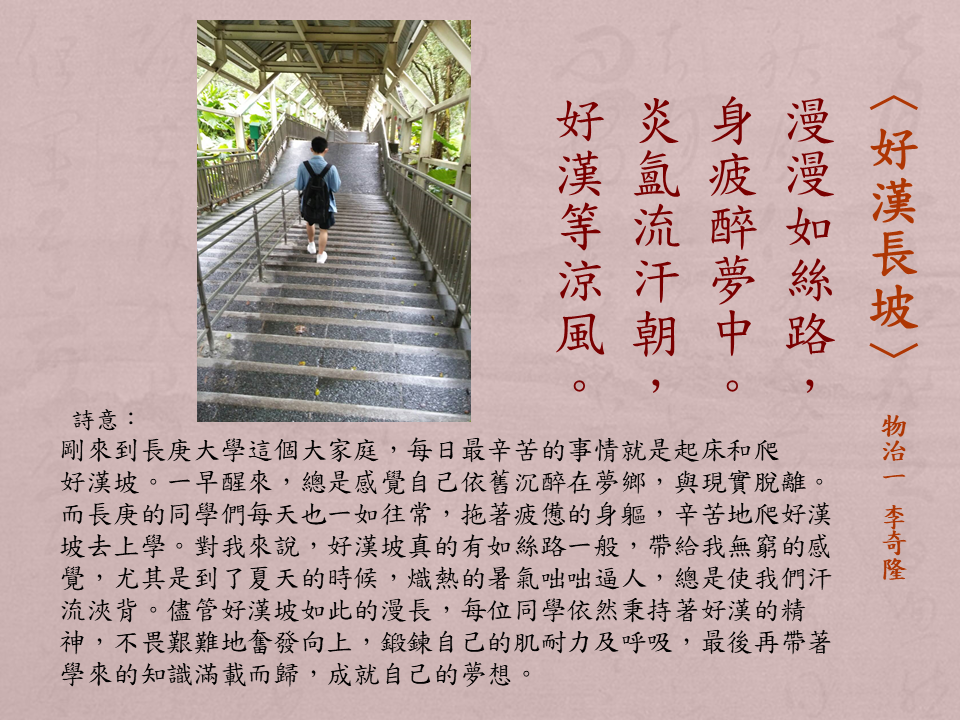 〈好漢長坡〉
物治一 李奇隆
漫漫如絲路，
身疲醉夢中。
炎氳流汗朝，
好漢等涼風。
詩意：
剛來到長庚大學這個大家庭，每日最辛苦的事情就是起床和爬
好漢坡。一早醒來，總是感覺自己依舊沉醉在夢鄉，與現實脫離。
而長庚的同學們每天也一如往常，拖著疲憊的身軀，辛苦地爬好漢
坡去上學。對我來說，好漢坡真的有如絲路一般，帶給我無窮的感
覺，尤其是到了夏天的時候，熾熱的暑氣咄咄逼人，總是使我們汗
流浹背。儘管好漢坡如此的漫長，每位同學依然秉持著好漢的精
神，不畏艱難地奮發向上，鍛鍊自己的肌耐力及呼吸，最後再帶著
學來的知識滿載而歸，成就自己的夢想。